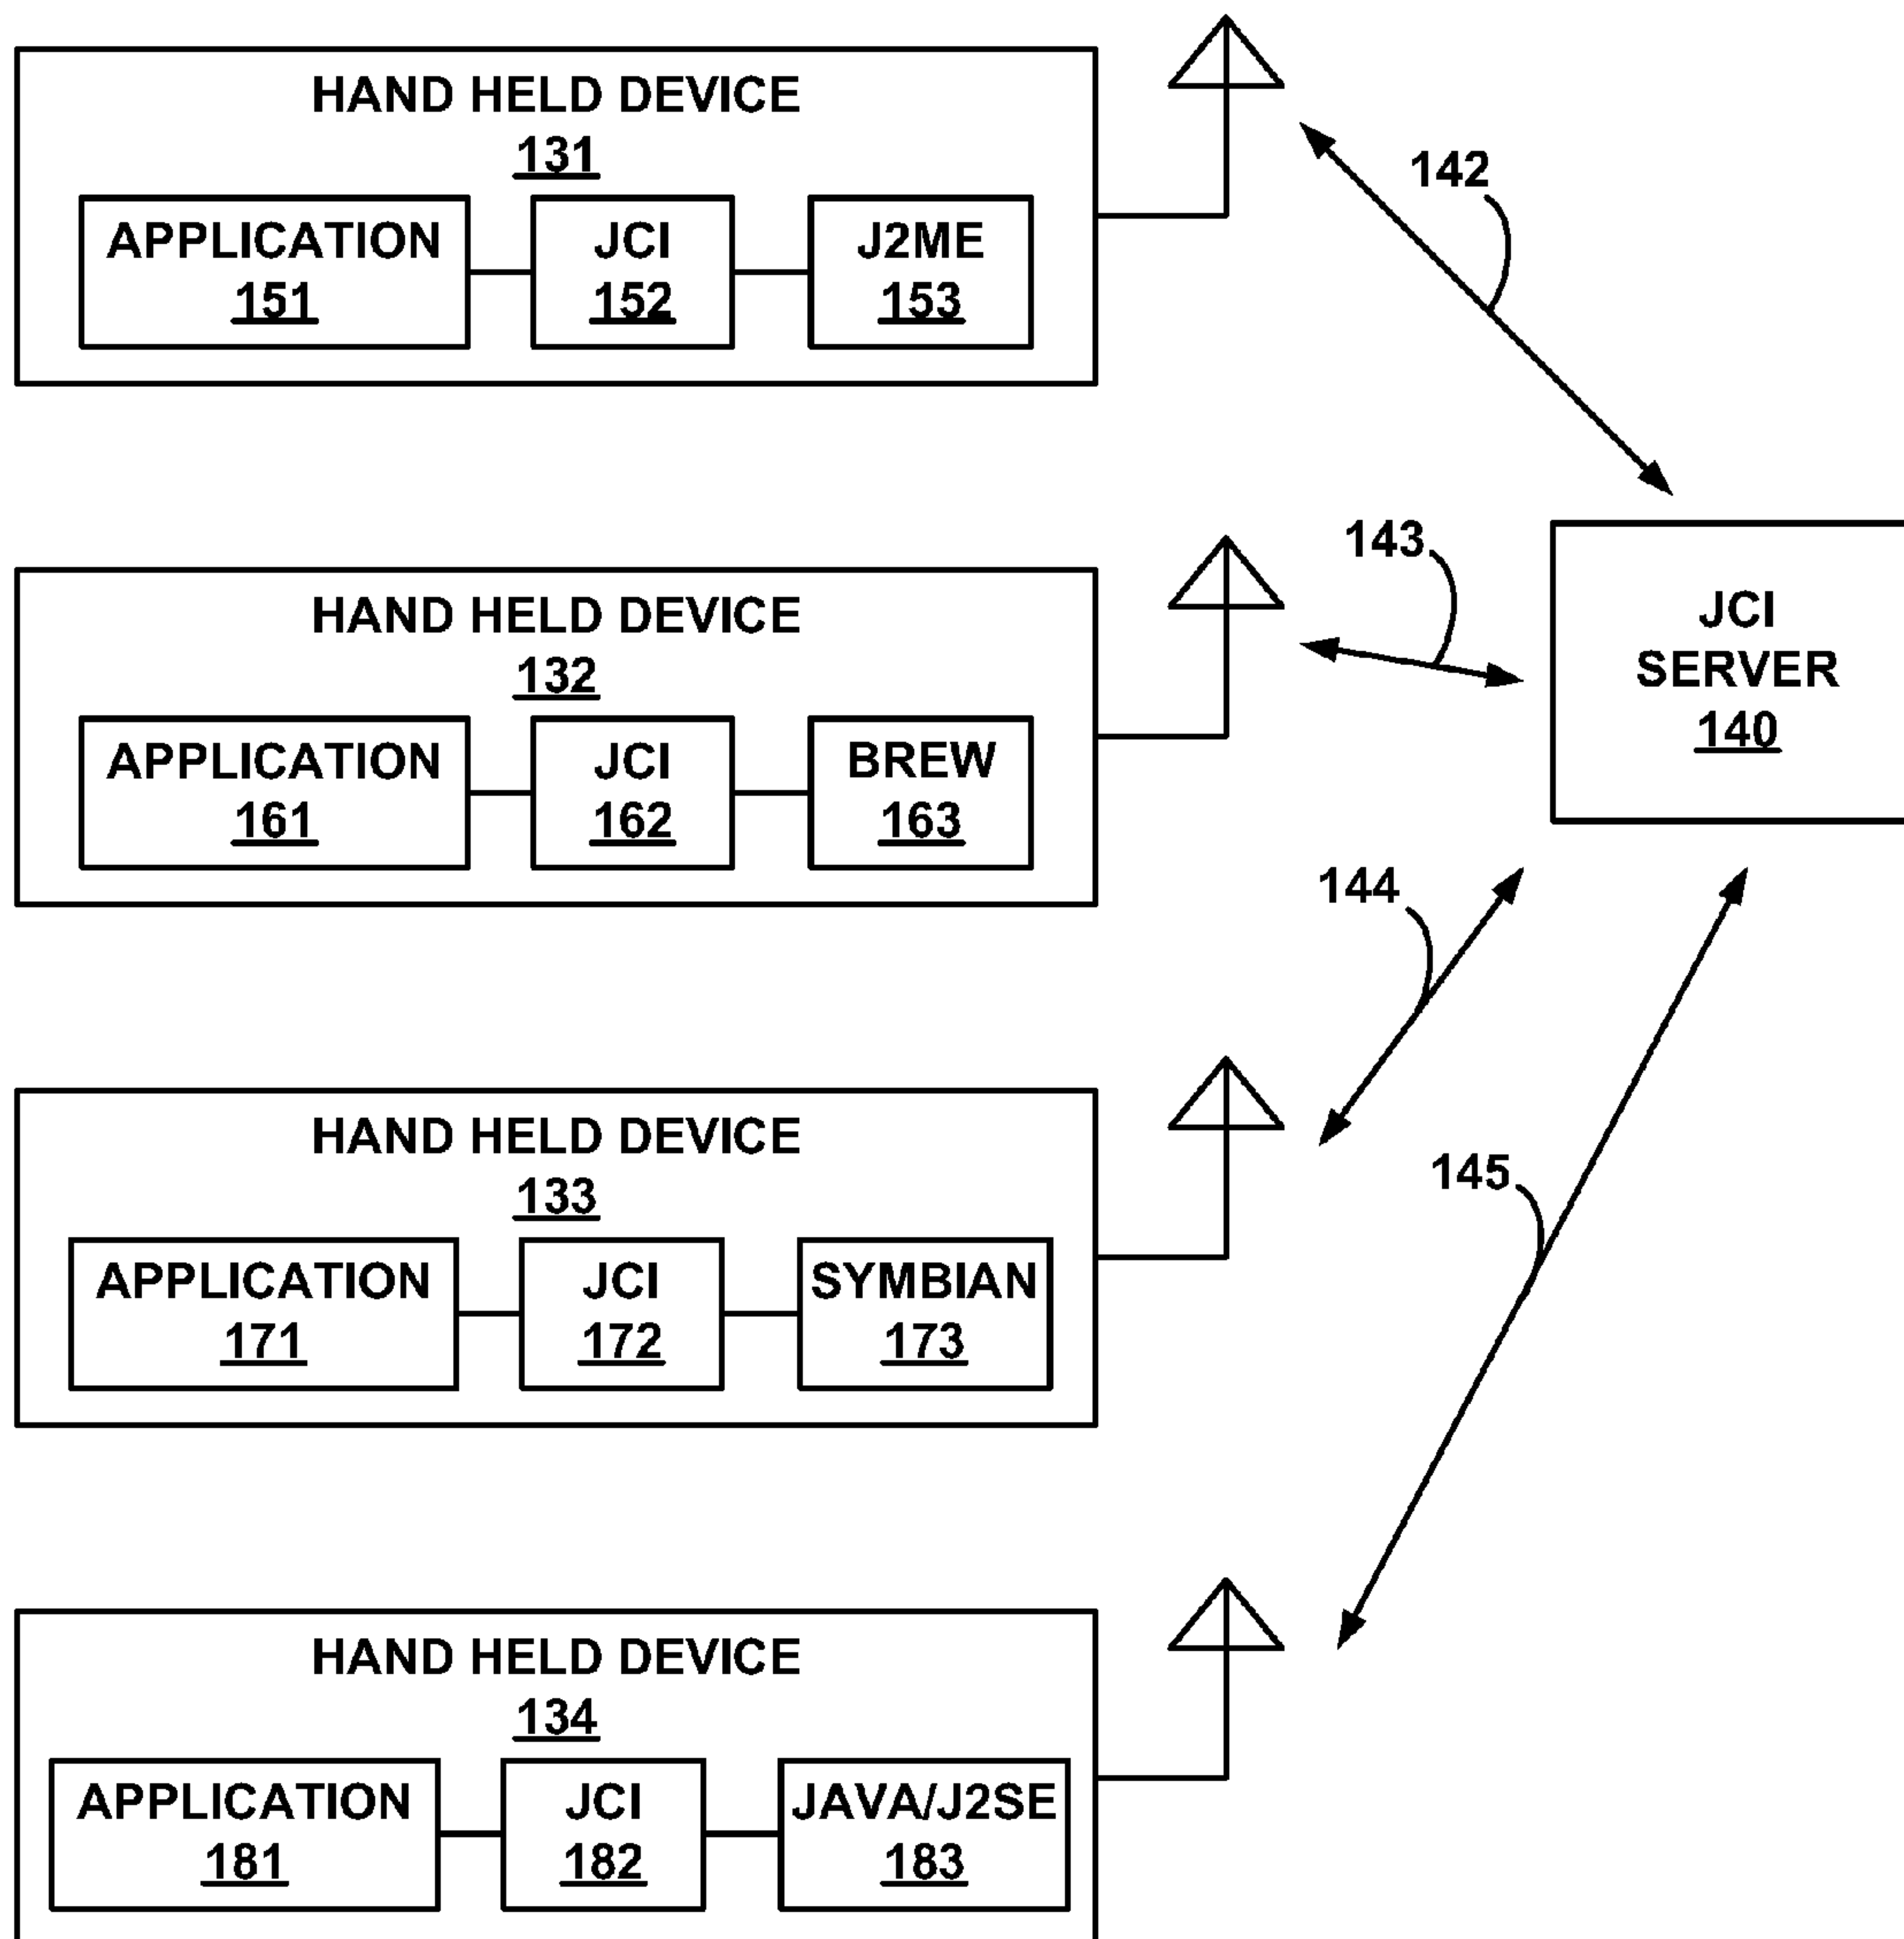 HAND HELD DEVICE
131
APPLICATION
151
JCI
152
J2ME
153
142
HAND HELD DEVICE
132
APPLICATION
161
JCI
162
BREW
163
143
JCI
SERVER
140
144
HAND HELD DEVICE
133
APPLICATION
171
JCI
172
SYMBIAN
173
145
HAND HELD DEVICE
134
APPLICATION
181
JCI
182
JAVA/J2SE
183